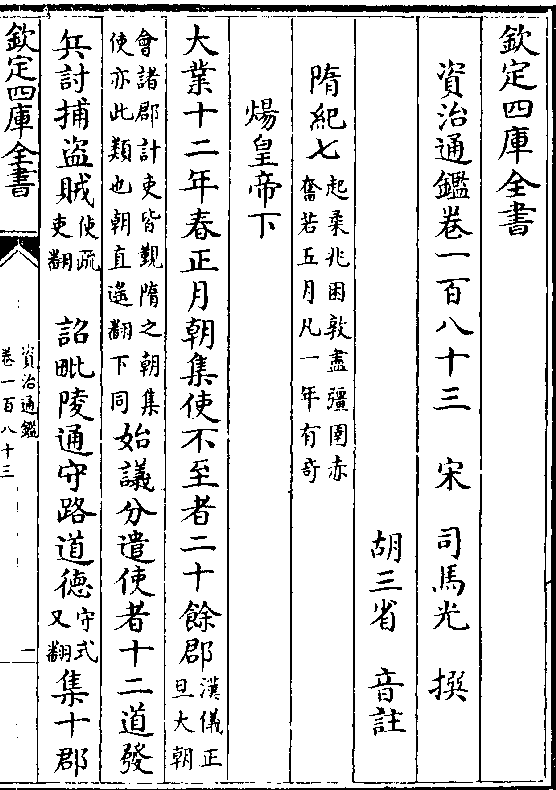 欽定四庫全書
資治通鑑卷一百八十三　宋　司馬光　撰
胡三省　音註
隋紀七起柔兆困敦盡彊圉赤奮若五月凡一年有奇
煬皇帝下
大業十二年春正月朝集使不至者二十餘郡漢儀正旦大朝
會諸郡計吏皆覲隋之朝集使亦此類也朝直遥翻下同始議分遣使者十二道發
兵討捕盜賊使疏吏翻　詔毗陵通守路道德守式又翻集十郡
欽定四庫全書
資治通鑑
卷一百八十三
一